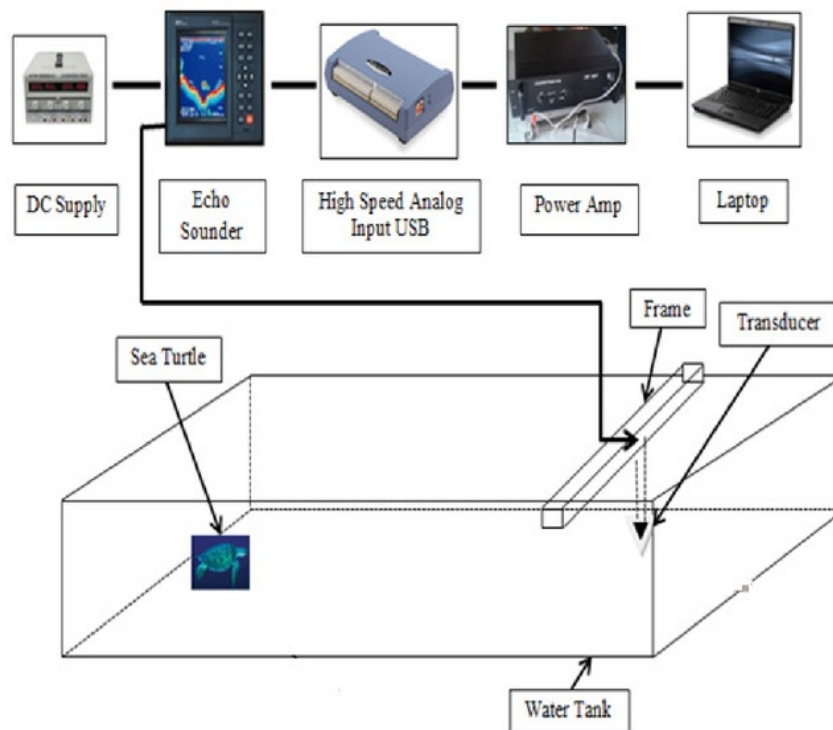 DC Supply
Echo
Sounder
High Speed Analog
Input USB
Power Amp
Laptop
Frame
Transducer
Sea Turtle
Water Tank